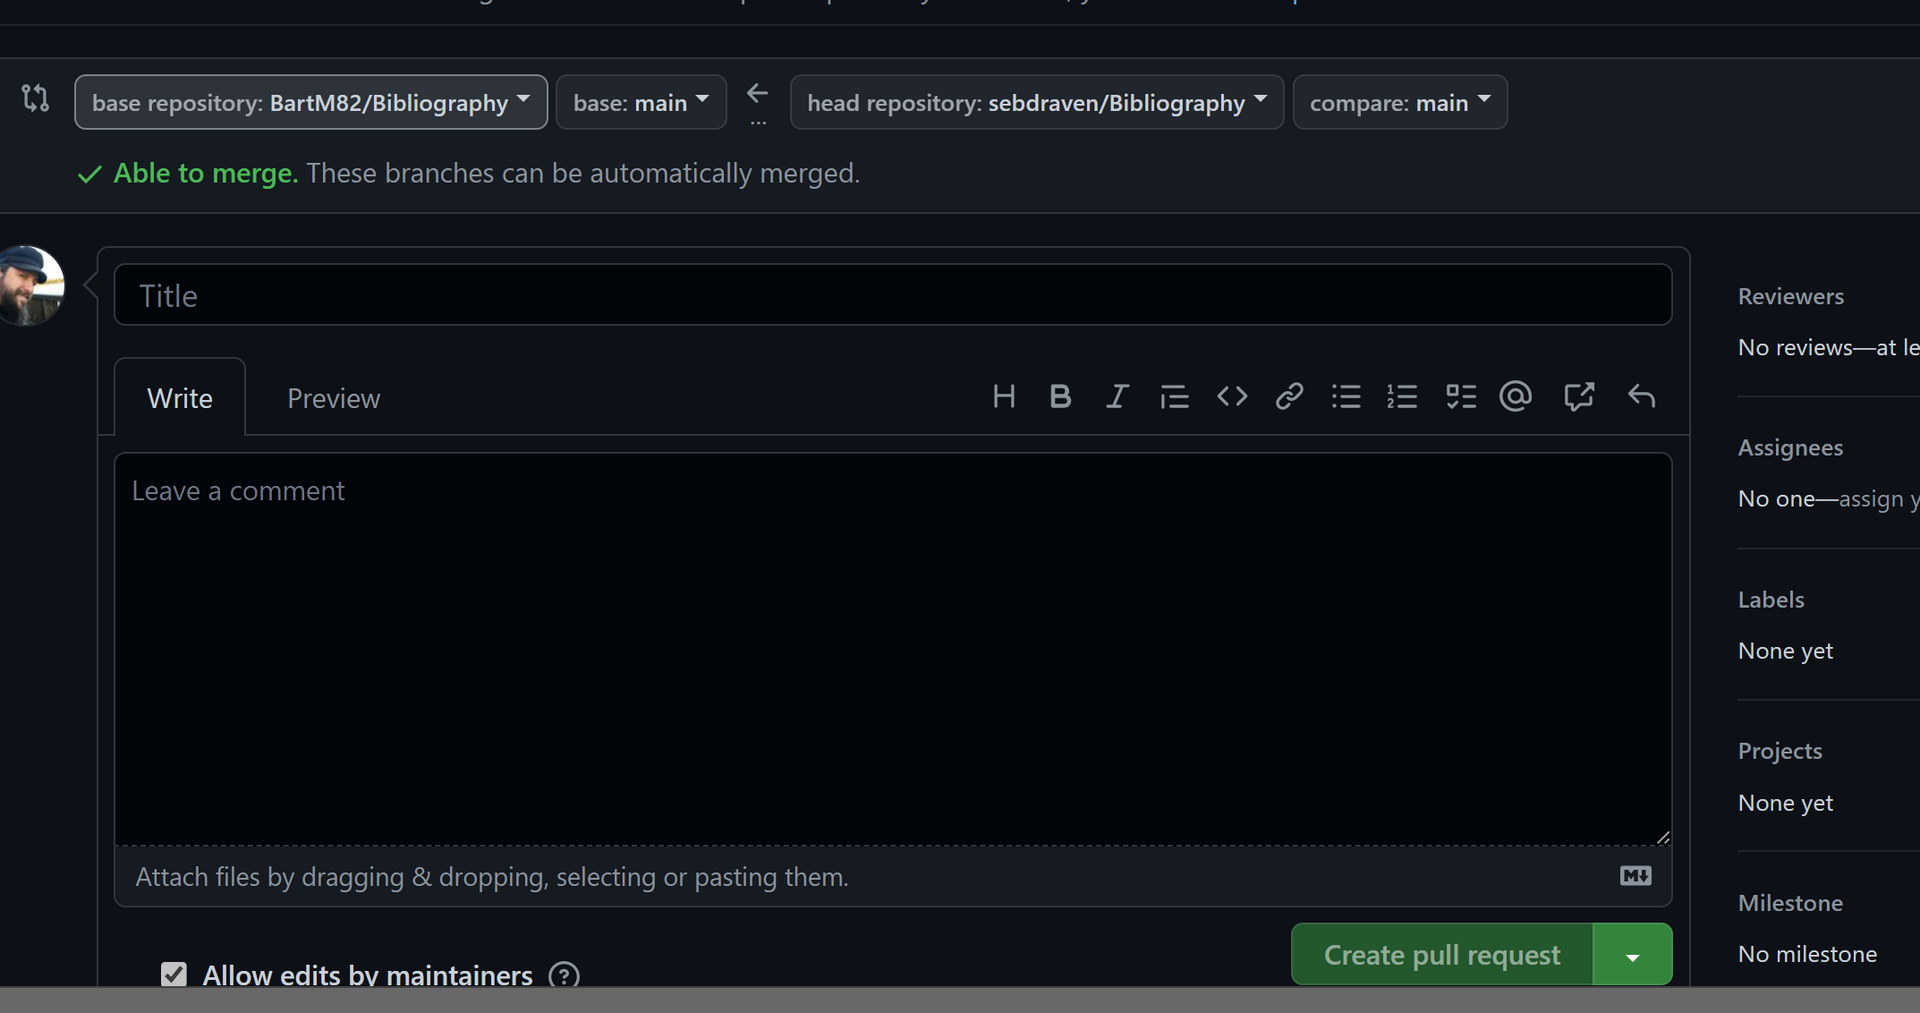 base repository: BartM82/Bibliography base: main ... head repository: sebdraven/Bibliography compare: main
Able to merge. These branches can be automatically merged.
Title
Write Preview
Leave a comment
Attach files by dragging & dropping, selecting or pasting them.
Allow edits by maintainers
Create pull request
Reviewers
No reviews—at le
Assignees
No one—assign y
Labels
None yet
Projects
None yet
Milestone
No milestone